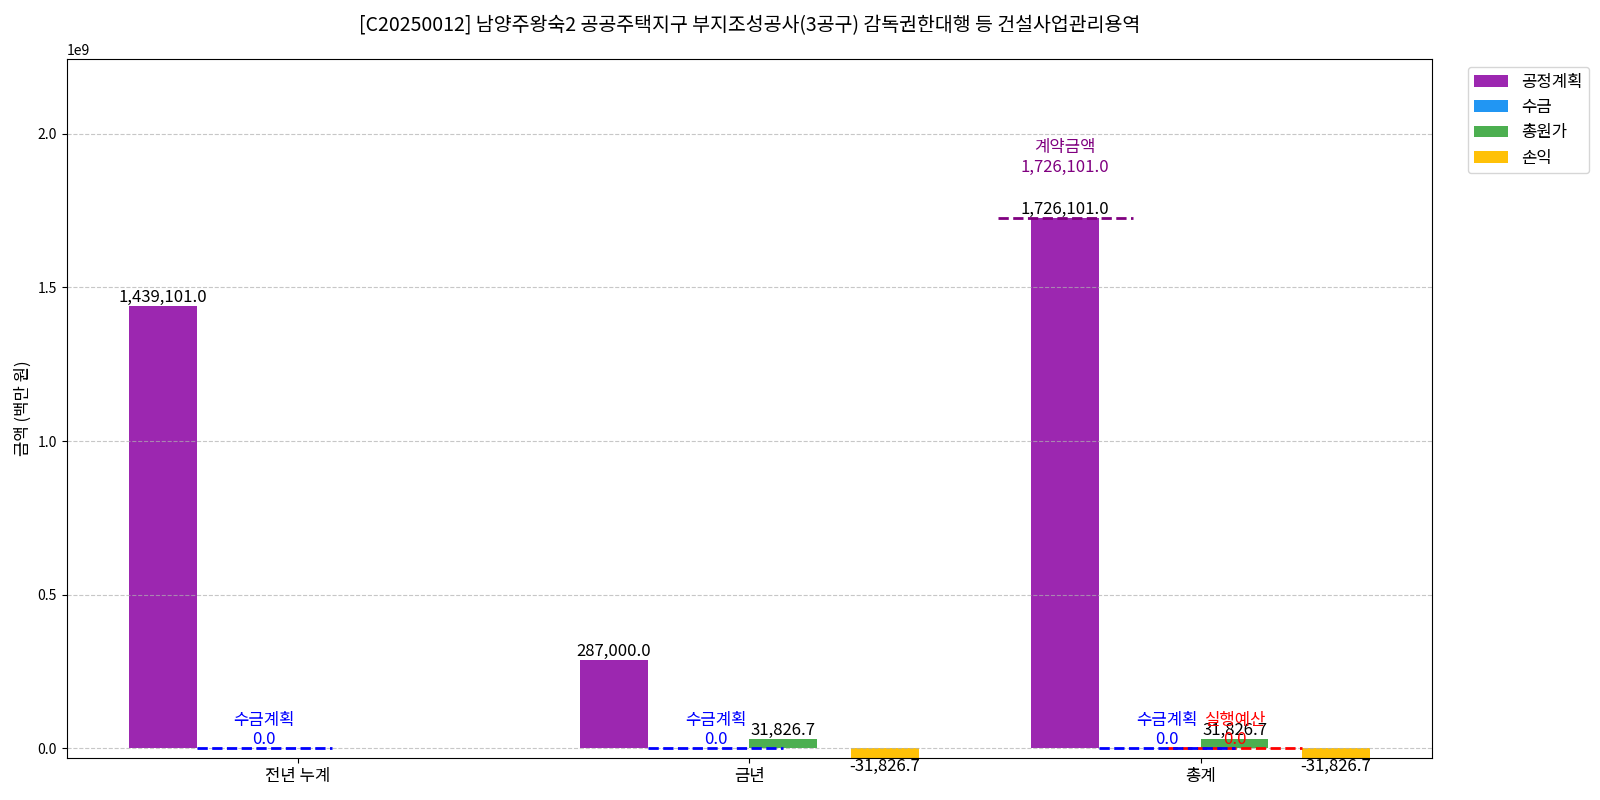 [C20250012] 남양주왕숙2 공공주택지구 부지조성공사(3공구) 감독권한대행 등 건설사업관리용역
1e9
공정계획
수금
총원가
손익
금액 (백만 원)
2.0
1.5
1.0
0.5
0.0
계약금액
1,726,101.0
1,726,101.0
1,439,101.0
287,000.0
수금계획
0.0
수금계획
0.0
31,826.7
-31,826.7
수금계획
0.0
실행예산
0.0
31,826.7
-31,826.7
전년 누계
금년
총계